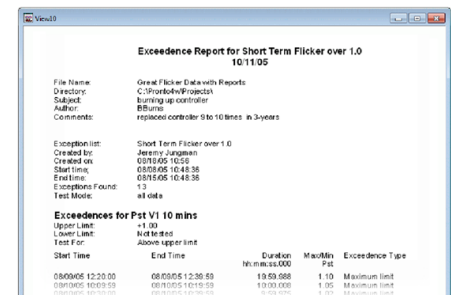 View10
Exceedence Report for Short Term Flicker over 1.0
10/11/05
File Name: Great Flicker Data with Reports
Directory: C:\Pronto4w\Projects\
Subject: burning up controller
Author: BBurns
Comments: replaced controller 9 to 10 times in 3-years
Exception list: Short Term Flicker over 1.0
Created by: Jeremy Jungman
Created on: 08/18/05 10:56
Start time; 08/08/05 10:48:36
End time: 08/15/05 10:48:36
Exceptions Found: 13
Test Mode: all data
Exceedences for Pst V1 10 mins
Upper Limit: +1.00
Lower Limit: Not tested
Test For: Above upper limit
Start Time End Time Duration Max/Min Exceedence Type
hh:mm:ss.000 Pst
08/09/05 12:20:00 08/09/05 12:39:59 19:59.988 1.10 Maximum limit
08/10/05 10:09:59 08/10/05 10:19:59 10:00.008 1.05 Maximum limit